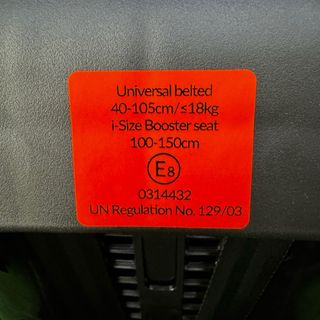 Universal belted
40-105cm/≤18kg
i-Size Booster seat
100-150cm
E8
0314432
UN Regulation No. 129/03